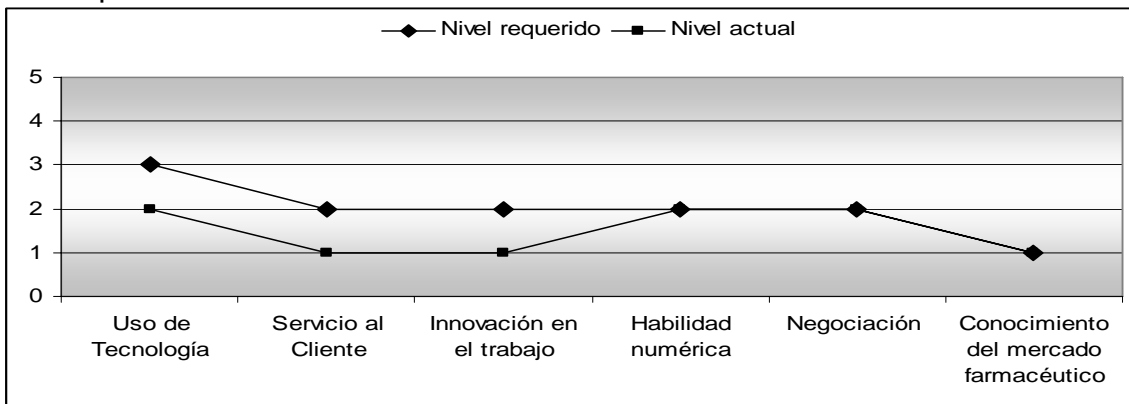 Nivel requerido Nivel actual
5
4
3
2
1
0
Uso de
Tecnología
Servicio al
Cliente
Innovación en
el trabajo
Habilidad
numérica
Negociación
Conocimiento
del mercado
farmacéutico